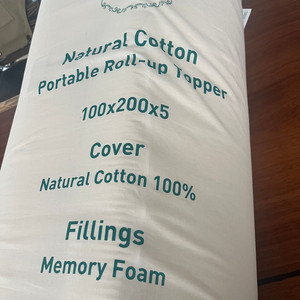 Natural Cotton
Portable Roll-up Topper
100x200x5
Cover
Natural Cotton 100%
Fillings
Memory Foam